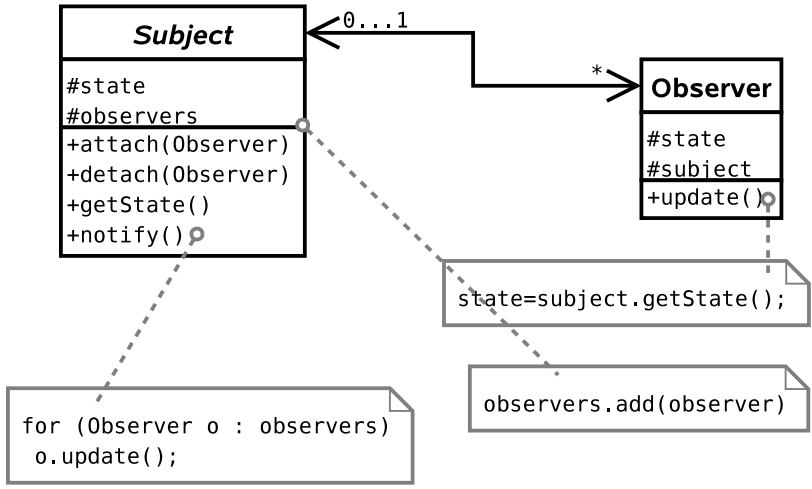 Subject
#state
#observers
+attach(Observer)
+detach(Observer)
+getState()
+notify()
0...1
*
Observer
#state
#subject
+update()
state=subject.getState();
observers.add(observer)
for (Observer o : observers)
o.update();